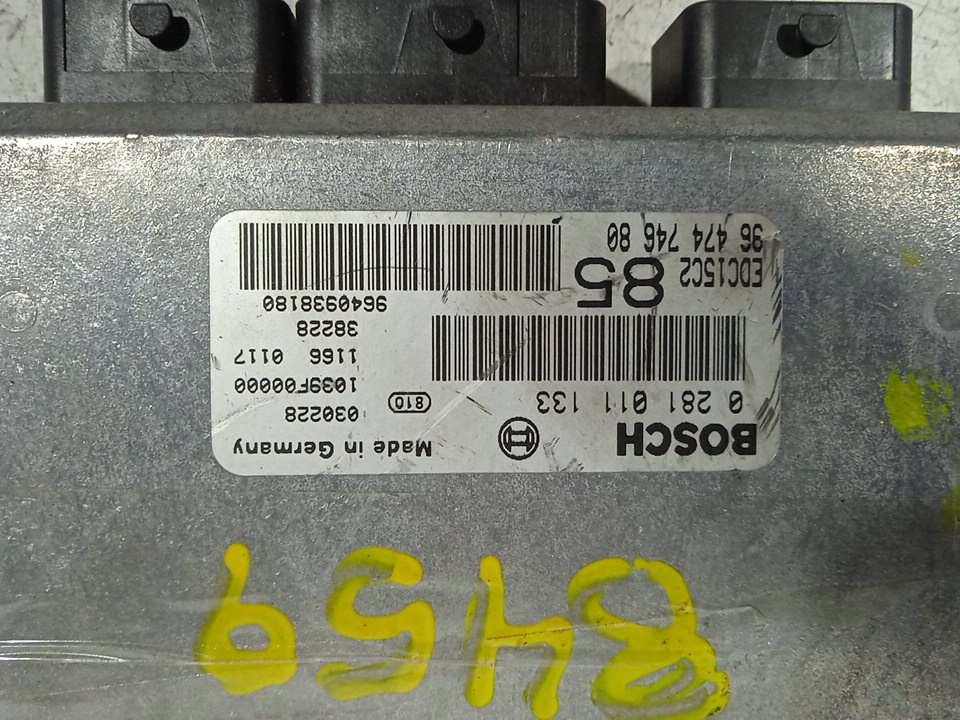 8459
BOSCH Made in Germany
0 281 011 133 810 030228
1039F00000
1166 0117
38228
EDC15C2 85 9640938180
96 474 746 80